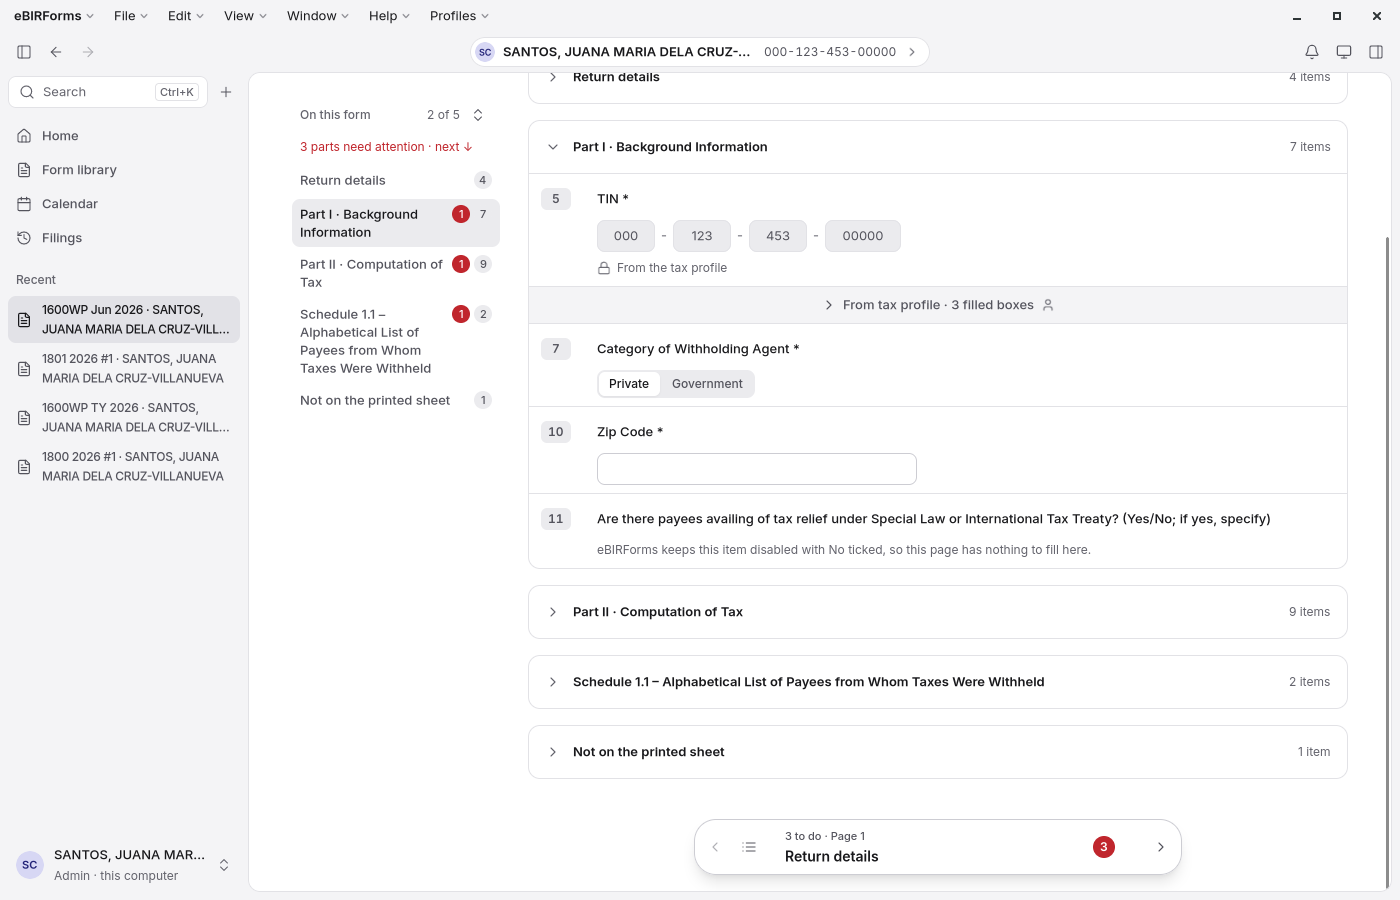 eBIRForms File Edit View Window Help Profiles
SC SANTOS, JUANA MARIA DELA CRUZ-... 000-123-453-00000
Search Ctrl+K
Home
Form library
Calendar
Filings
Recent
1600WP Jun 2026 · SANTOS,
JUANA MARIA DELA CRUZ-VILL...
1801 2026 #1 · SANTOS, JUANA
MARIA DELA CRUZ-VILLANUEVA
1600WP TY 2026 · SANTOS,
JUANA MARIA DELA CRUZ-VILL...
1800 2026 #1 · SANTOS, JUANA
MARIA DELA CRUZ-VILLANUEVA
SC SANTOS, JUANA MAR...
Admin · this computer
On this form 2 of 5
3 parts need attention · next ↓
Return details 4
Part I · Background 1 7
Information
Part II · Computation of 1 9
Tax
Schedule 1.1 – 1 2
Alphabetical List of
Payees from Whom
Taxes Were Withheld
Not on the printed sheet 1
Return details 4 items
Part I · Background Information 7 items
5 TIN *
000 - 123 - 453 - 00000
From the tax profile
From tax profile · 3 filled boxes
7 Category of Withholding Agent *
Private Government
10 Zip Code *
11 Are there payees availing of tax relief under Special Law or International Tax Treaty? (Yes/No; if yes, specify)
eBIRForms keeps this item disabled with No ticked, so this page has nothing to fill here.
Part II · Computation of Tax 9 items
Schedule 1.1 – Alphabetical List of Payees from Whom Taxes Were Withheld 2 items
Not on the printed sheet 1 item
3 to do · Page 1
Return details 3